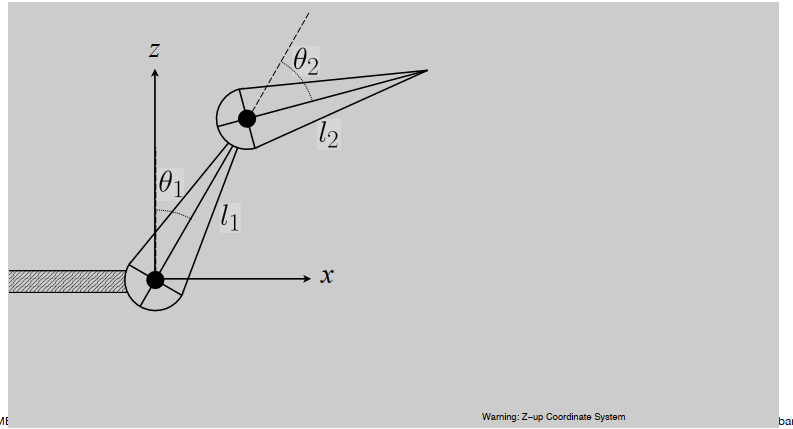 z
θ2
l2
θ1
l1
x
Warning: Z–up Coordinate System